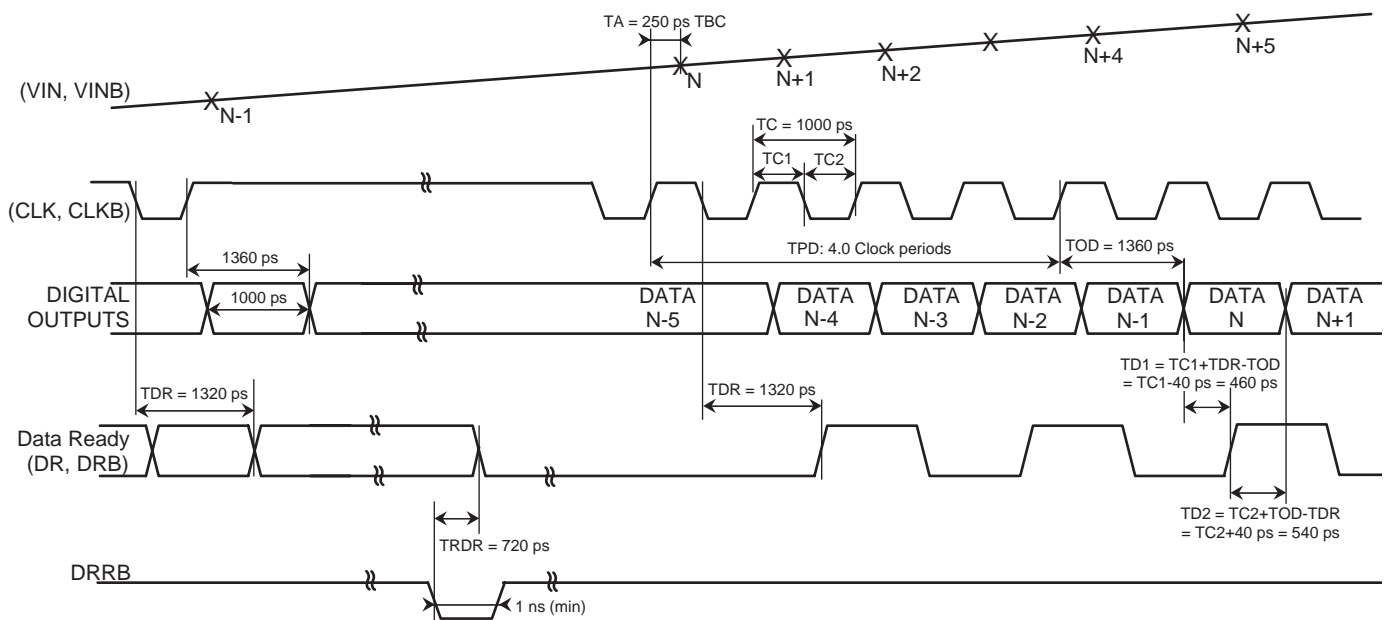 TA = 250 ps TBC
N+5
N+4
N+2
N+1
N
(VIN, VINB)
N-1
TC = 1000 ps
TC1
TC2
(CLK, CLKB)
1360 ps
TPD: 4.0 Clock periods
TOD = 1360 ps
DIGITAL
OUTPUTS
1000 ps
DATA
N-5
DATA
N-4
DATA
N-3
DATA
N-2
DATA
N-1
DATA
N
DATA
N+1
TD1 = TC1+TDR-TOD
= TC1-40 ps = 460 ps
TDR = 1320 ps
TDR = 1320 ps
Data Ready
(DR, DRB)
TD2 = TC2+TOD-TDR
= TC2+40 ps = 540 ps
TRDR = 720 ps
DRRB
1 ns (min)